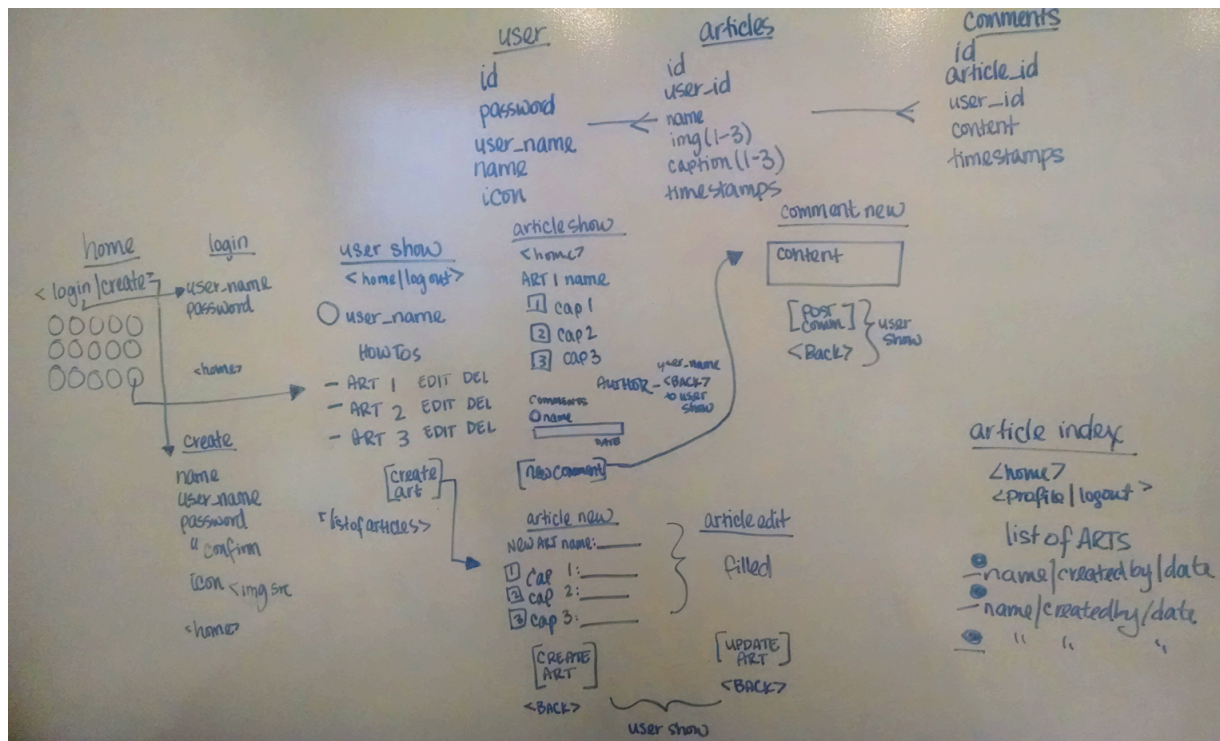 user
id
password
user_name
name
icon
articles
id
user_id
name
img(1-3)
caption(1-3)
timestamps
comments
id
article_id
user_id
content
timestamps
home
<login/create>
login
user_name
password
<home>
create
name
user_name
password
" confirm
icon <img src
<home>
user show
<home/logout>
user_name
HOWTOs
- ART 1 EDIT DEL
- ART 2 EDIT DEL
- ART 3 EDIT DEL
[create
art]
<list of articles>
article show
<home>
ART 1 name
1 cap 1
2 cap 2
3 cap 3
AUTHOR - user_name
<BACK>
to user
show
COMMENTS
name
DATE
[new comment]
comment new
content
[POST
comm]
<BACK>
user
show
article new
NEW ART name:
1 Cap 1:
2 cap 2:
3 cap 3:
[CREATE
ART]
<BACK>
article edit
filled
[UPDATE
ART]
<BACK>
user show
article index
<home>
<profile/logout>
list of ARTS
- name/createdby/date
- name/createdby/date
" " "